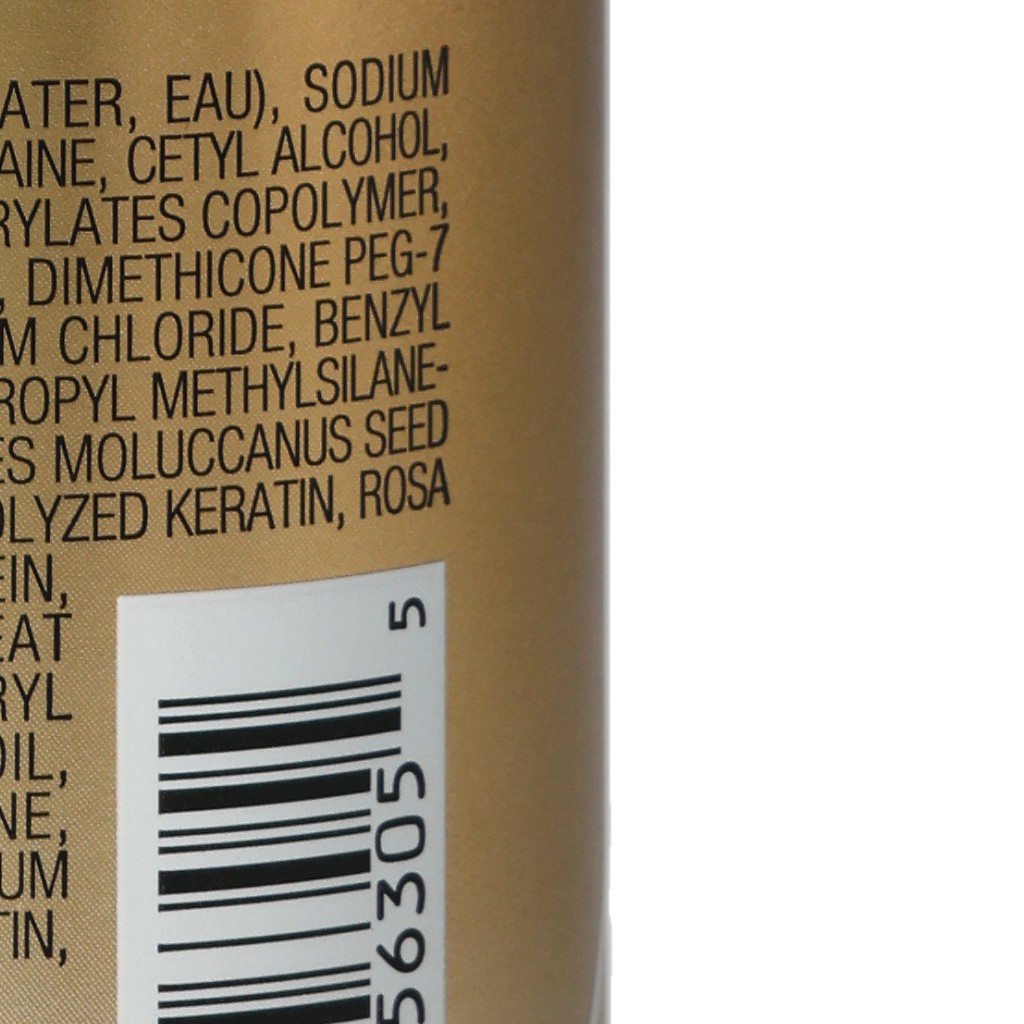 ATER, EAU), SODIUM
AINE, CETYL ALCOHOL,
RYLATES COPOLYMER,
, DIMETHICONE PEG-7
M CHLORIDE, BENZYL
ROPYL METHYLSILANE-
ES MOLUCCANUS SEED
OLYZED KERATIN, ROSA
EIN,
EAT
RYL
OIL,
NE,
UM
TIN,
56305 5